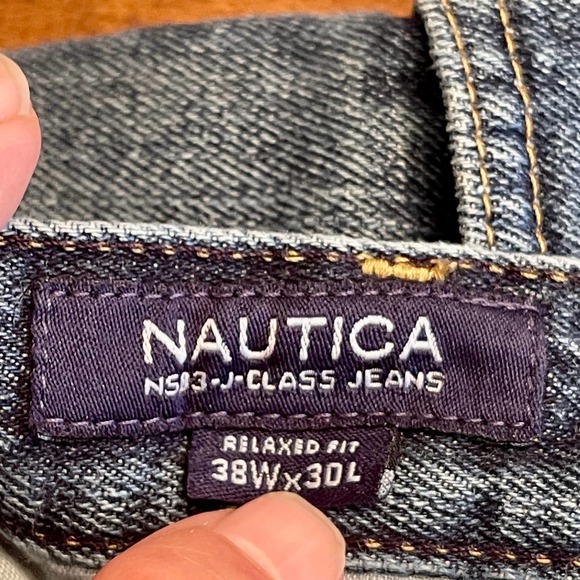 NAUTICA
NS83-J-CLASS JEANS
RELAXED FIT
38W x 30L